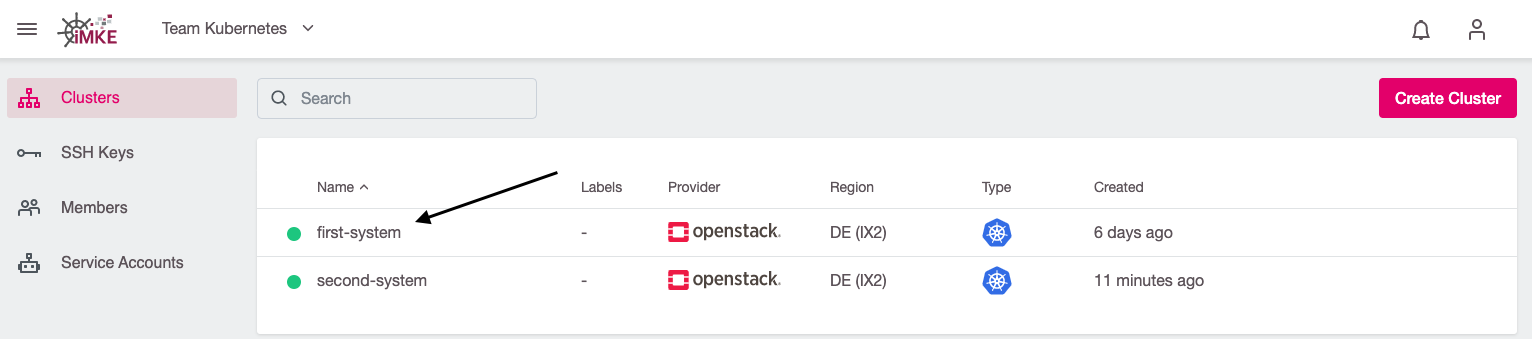 iMKE Team Kubernetes
Clusters
Search
Create Cluster
SSH Keys
Members
Service Accounts
Name Labels Provider Region Type Created
first-system - openstack. DE (IX2) 6 days ago
second-system - openstack. DE (IX2) 11 minutes ago